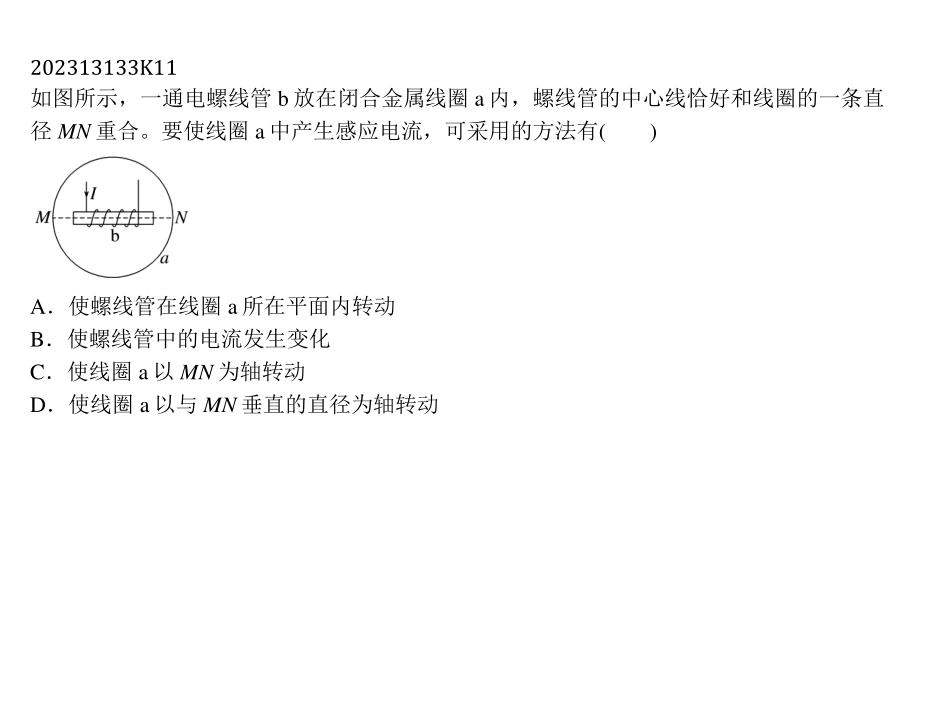 202313133K11
如图所示，一通电螺线管 b 放在闭合金属线圈 a 内，螺线管的中心线恰好和线圈的一条直
径 MN 重合。要使线圈 a 中产生感应电流，可采用的方法有(　　)
I
M
N
b
a
A．使螺线管在线圈 a 所在平面内转动
B．使螺线管中的电流发生变化
C．使线圈 a 以 MN 为轴转动
D．使线圈 a 以与 MN 垂直的直径为轴转动